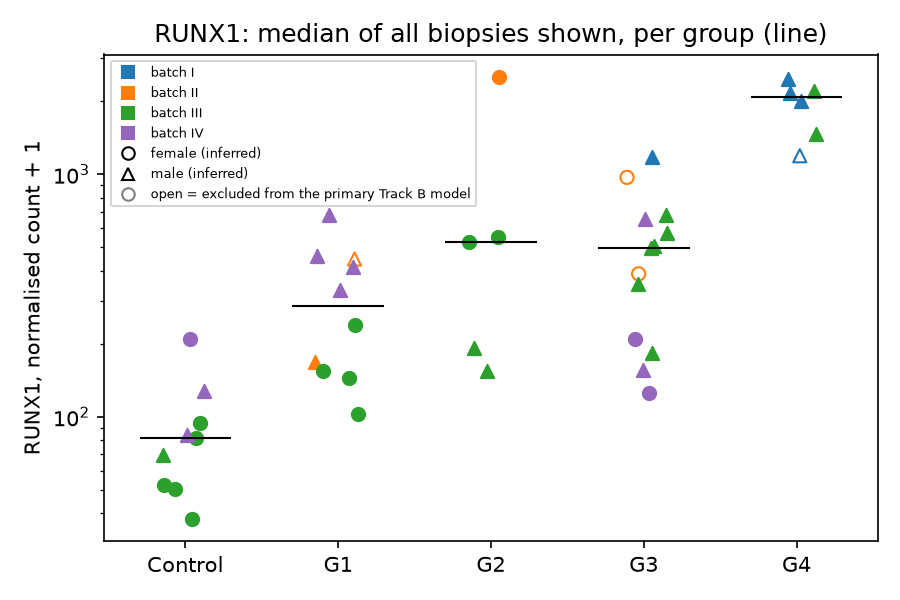 RUNX1: median of all biopsies shown, per group (line)
batch I
batch II
batch III
batch IV
female (inferred)
male (inferred)
open = excluded from the primary Track B model
RUNX1, normalised count + 1
10³
10²
Control G1 G2 G3 G4